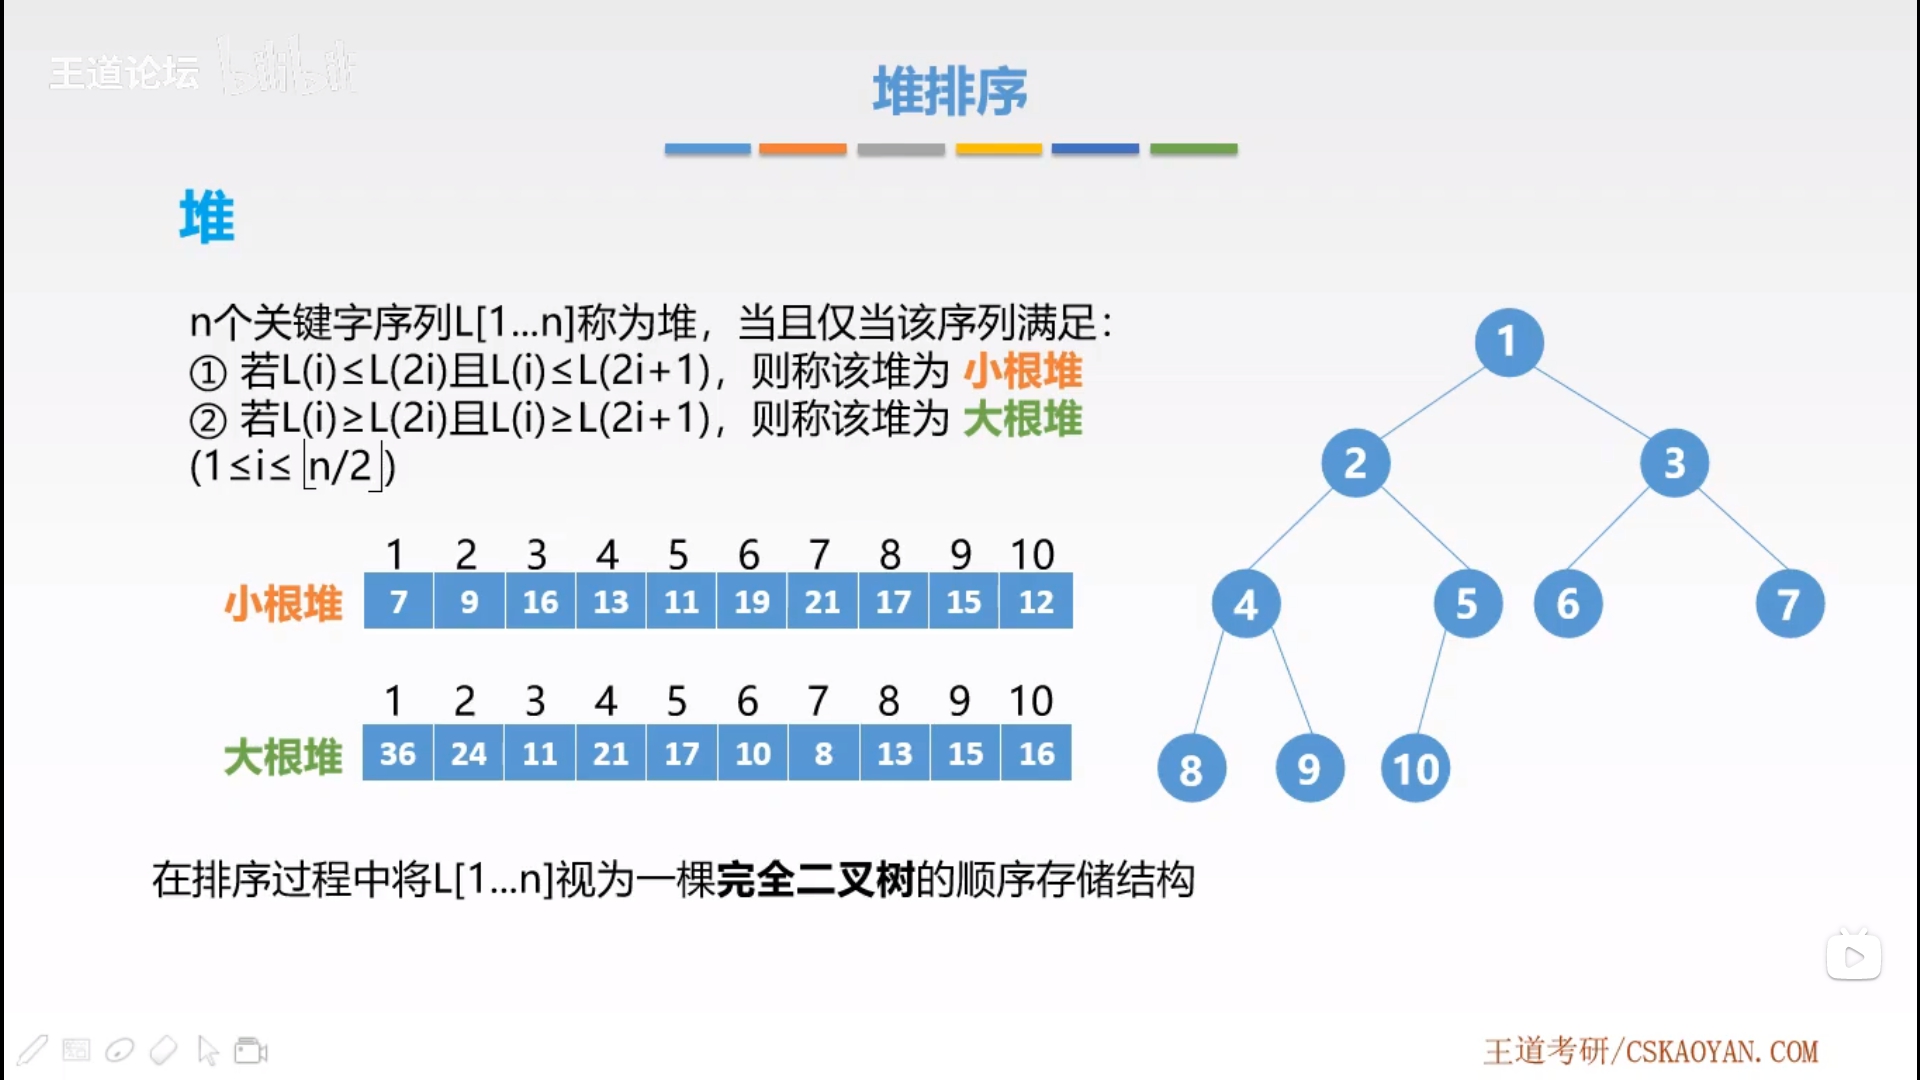 王道论坛 bilibili
堆排序
堆
n个关键字序列L[1...n]称为堆，当且仅当该序列满足：
① 若L(i)≤L(2i)且L(i)≤L(2i+1)，则称该堆为 小根堆
② 若L(i)≥L(2i)且L(i)≥L(2i+1)，则称该堆为 大根堆
(1≤i≤⌊n/2⌋)
1 2 3 4 5 6 7 8 9 10
小根堆 7 9 16 13 11 19 21 17 15 12
1 2 3 4 5 6 7 8 9 10
大根堆 36 24 11 21 17 10 8 13 15 16
1
2 3
4 5 6 7
8 9 10
在排序过程中将L[1...n]视为一棵完全二叉树的顺序存储结构
王道考研/CSKAOYAN.COM